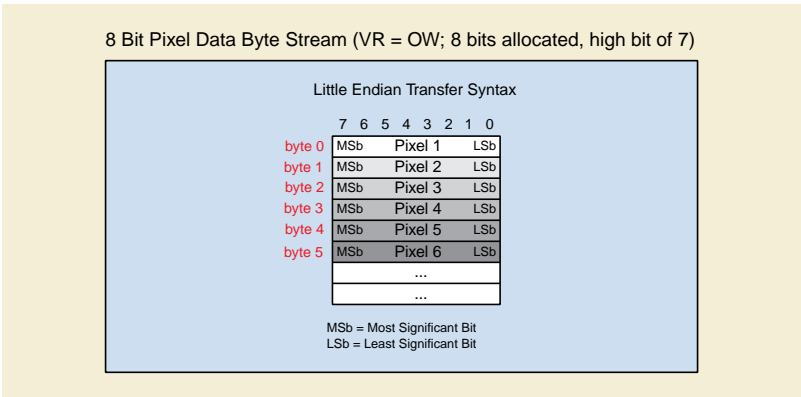 8 Bit Pixel Data Byte Stream (VR = OW; 8 bits allocated, high bit of 7)
Little Endian Transfer Syntax
7 6 5 4 3 2 1 0
byte 0 MSb Pixel 1 LSb
byte 1 MSb Pixel 2 LSb
byte 2 MSb Pixel 3 LSb
byte 3 MSb Pixel 4 LSb
byte 4 MSb Pixel 5 LSb
byte 5 MSb Pixel 6 LSb
...
...
MSb = Most Significant Bit
LSb = Least Significant Bit